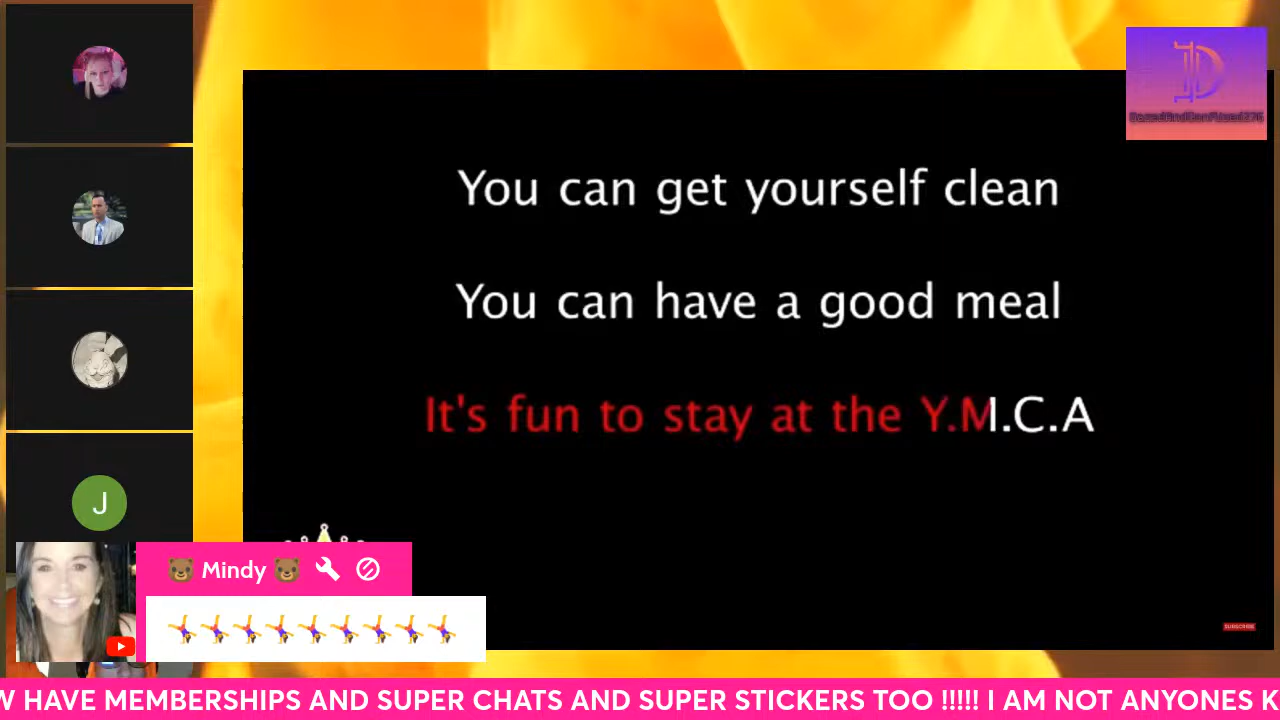 You can get yourself clean
You can have a good meal
It's fun to stay at the Y.M.C.A
J
🐻 Mindy 🐻
🤸‍♀️🤸‍♀️🤸‍♀️🤸‍♀️🤸‍♀️🤸‍♀️🤸‍♀️🤸‍♀️🤸‍♀️
SUBSCRIBE
W HAVE MEMBERSHIPS AND SUPER CHATS AND SUPER STICKERS TOO !!!!! I AM NOT ANYONES K